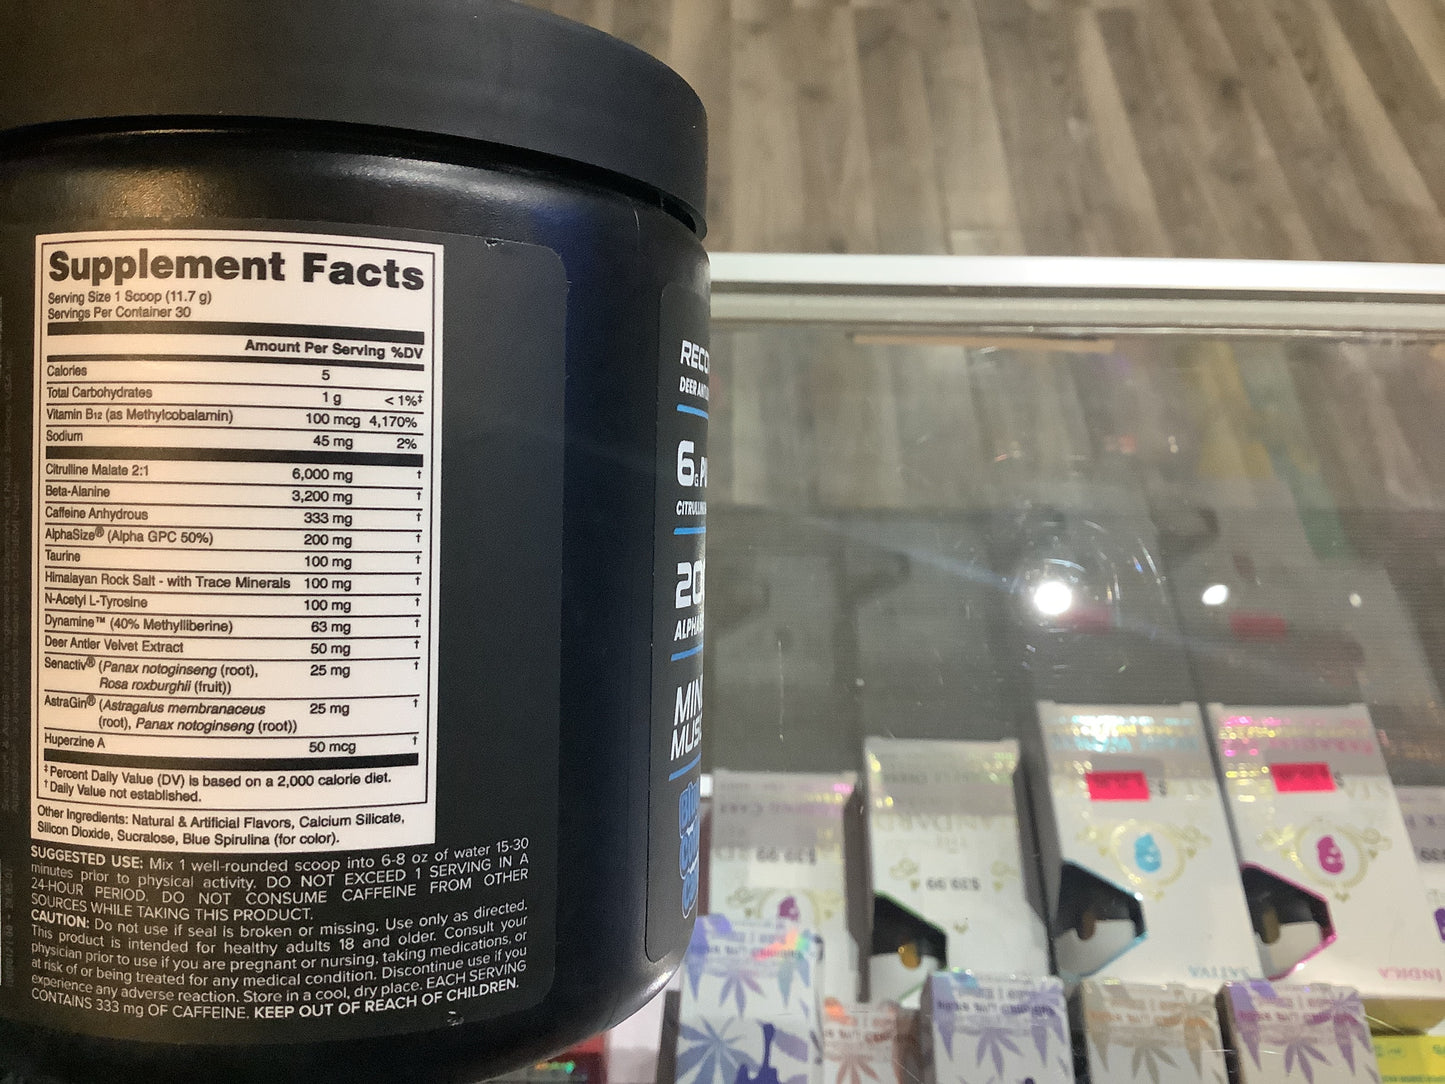 Supplement Facts
Serving Size 1 Scoop (11.7 g)
Servings Per Container 30
Amount Per Serving %DV
Calories 5
Total Carbohydrates 1 g < 1%‡
Vitamin B12 (as Methylcobalamin) 100 mcg 4,170%
Sodium 45 mg 2%
Citrulline Malate 2:1 6,000 mg †
Beta-Alanine 3,200 mg †
Caffeine Anhydrous 333 mg †
AlphaSize® (Alpha GPC 50%) 200 mg †
Taurine 100 mg †
Himalayan Rock Salt - with Trace Minerals 100 mg †
N-Acetyl L-Tyrosine 100 mg †
Dynamine™ (40% Methylliberine) 63 mg †
Deer Antler Velvet Extract 50 mg †
Senactiv® (Panax notoginseng (root), 25 mg †
Rosa roxburghii (fruit))
AstraGin® (Astragalus membranaceus 25 mg †
(root), Panax notoginseng (root))
Huperzine A 50 mcg †
‡ Percent Daily Value (DV) is based on a 2,000 calorie diet.
† Daily Value not established.
Other Ingredients: Natural & Artificial Flavors, Calcium Silicate,
Silicon Dioxide, Sucralose, Blue Spirulina (for color).
SUGGESTED USE: Mix 1 well-rounded scoop into 6-8 oz of water 15-30
minutes prior to physical activity. DO NOT EXCEED 1 SERVING IN A
24-HOUR PERIOD. DO NOT CONSUME CAFFEINE FROM OTHER
SOURCES WHILE TAKING THIS PRODUCT.
CAUTION: Do not use if seal is broken or missing. Use only as directed.
This product is intended for healthy adults 18 and older. Consult your
physician prior to use if you are pregnant or nursing, taking medications, or
at risk of or being treated for any medical condition. Discontinue use if you
experience any adverse reaction. Store in a cool, dry place. EACH SERVING
CONTAINS 333 mg OF CAFFEINE. KEEP OUT OF REACH OF CHILDREN.
RECO
DEER ANT
6G P
CITRULLIN
20
ALPHAS
MIN
MUS
$39.99
$39.99
SATIVA
INDICA